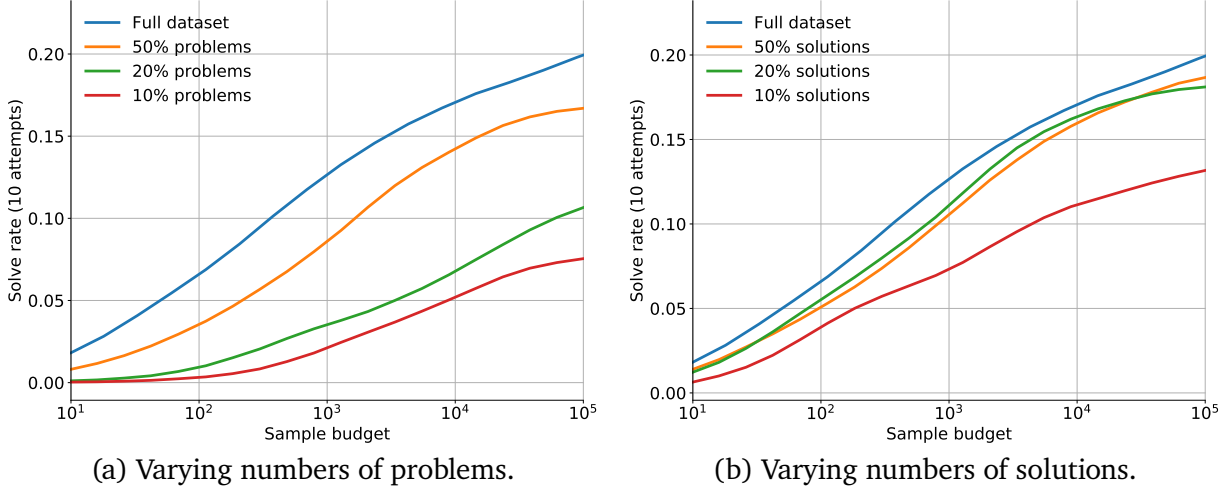 Full dataset
50% problems
20% problems
10% problems
0.20
0.15
0.10
0.05
0.00
10^1
10^2
10^3
10^4
10^5
Solve rate (10 attempts)
Sample budget
(a) Varying numbers of problems.
Full dataset
50% solutions
20% solutions
10% solutions
0.20
0.15
0.10
0.05
0.00
10^1
10^2
10^3
10^4
10^5
Solve rate (10 attempts)
Sample budget
(b) Varying numbers of solutions.